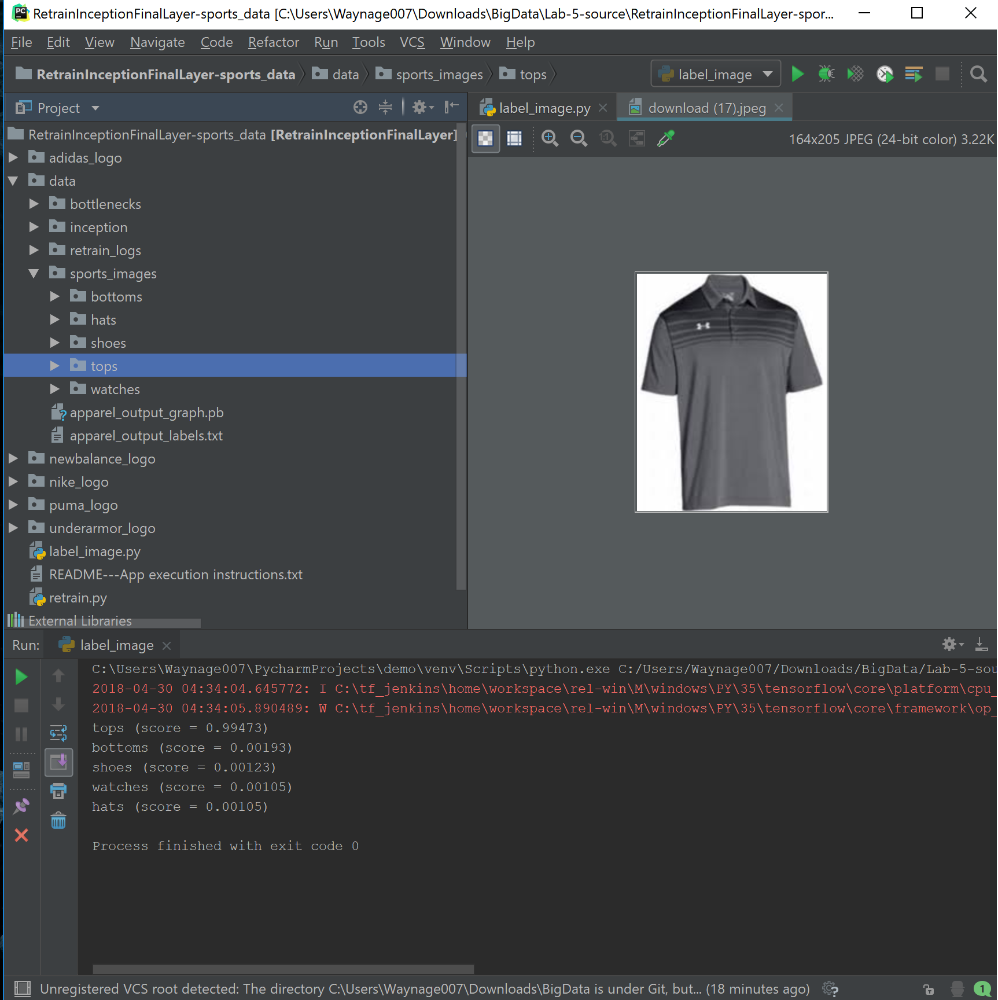 RetrainInceptionFinalLayer-sports_data [C:\Users\Waynage007\Downloads\BigData\Lab-5-source\RetrainInceptionFinalLayer-spor...
File Edit View Navigate Code Refactor Run Tools VCS Window Help
RetrainInceptionFinalLayer-sports_data data sports_images tops label_image
Project
label_image.py download (17).jpeg
164x205 JPEG (24-bit color) 3.22K
RetrainInceptionFinalLayer-sports_data [RetrainInceptionFinalLayer]
adidas_logo
data
bottlenecks
inception
retrain_logs
sports_images
bottoms
hats
shoes
tops
watches
apparel_output_graph.pb
apparel_output_labels.txt
newbalance_logo
nike_logo
puma_logo
underarmor_logo
label_image.py
README---App execution instructions.txt
retrain.py
External Libraries
Run: label_image
C:\Users\Waynage007\PycharmProjects\demo\venv\Scripts\python.exe C:/Users/Waynage007/Downloads/BigData/Lab-5-sou
2018-04-30 04:34:04.645772: I C:\tf_jenkins\home\workspace\rel-win\M\windows\PY\35\tensorflow\core\platform\cpu_
2018-04-30 04:34:05.890489: W C:\tf_jenkins\home\workspace\rel-win\M\windows\PY\35\tensorflow\core\framework\op_
tops (score = 0.99473)
bottoms (score = 0.00193)
shoes (score = 0.00123)
watches (score = 0.00105)
hats (score = 0.00105)
Process finished with exit code 0
Unregistered VCS root detected: The directory C:\Users\Waynage007\Downloads\BigData is under Git, but... (18 minutes ago) 1